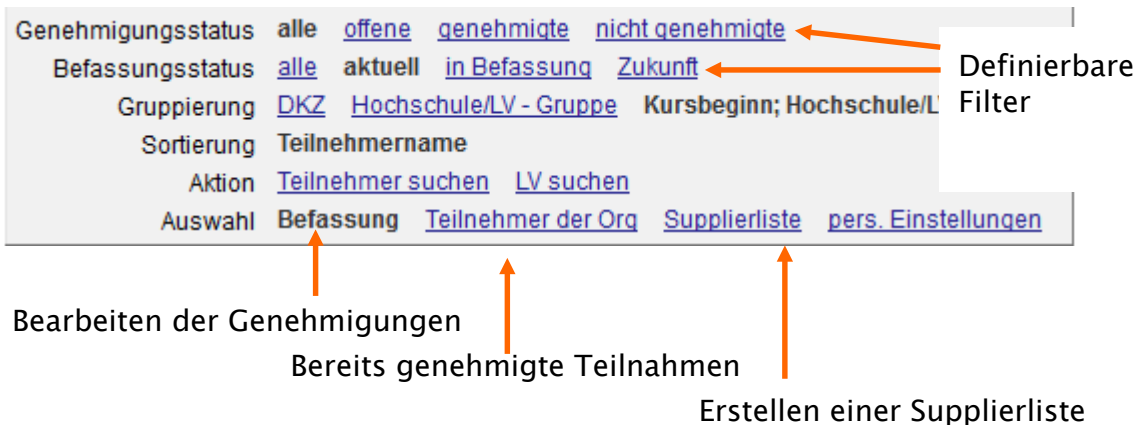 Genehmigungsstatus alle offene genehmigte nicht genehmigte
Befassungsstatus alle aktuell in Befassung Zukunft
Gruppierung DKZ Hochschule/LV - Gruppe Kursbeginn; Hochschule/L
Sortierung Teilnehmername
Aktion Teilnehmer suchen LV suchen
Auswahl Befassung Teilnehmer der Org Supplierliste pers. Einstellungen
Definierbare
Filter
Bearbeiten der Genehmigungen
Bereits genehmigte Teilnahmen
Erstellen einer Supplierliste